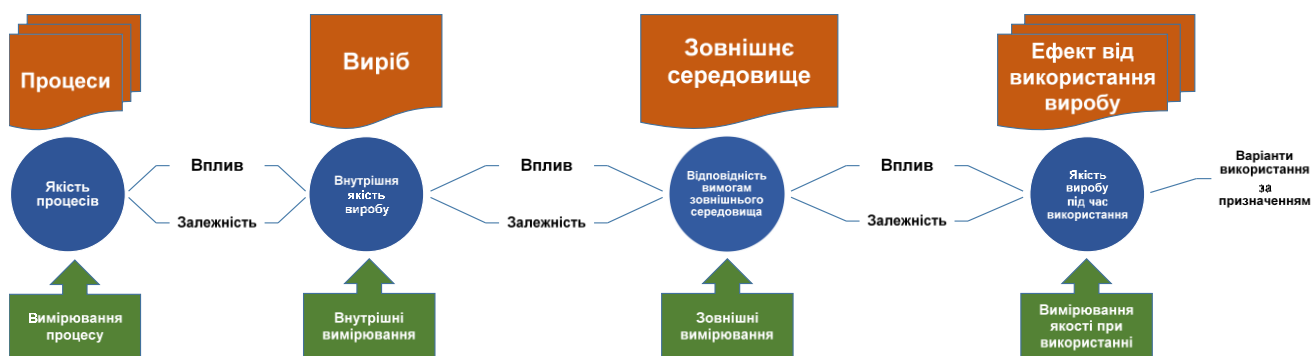 Процеси
Виріб
Зовнішнє
середовище
Ефект від
використання
виробу
Якість
процесів
Вплив
Залежність
Внутрішня
якість
виробу
Вплив
Залежність
Відповідність
вимогам
зовнішнього
середовища
Вплив
Залежність
Якість
виробу
під час
використання
Варіанти
використання
за
призначенням
Вимірювання
процесу
Внутрішні
вимірювання
Зовнішні
вимірювання
Вимірювання
якості при
використанні